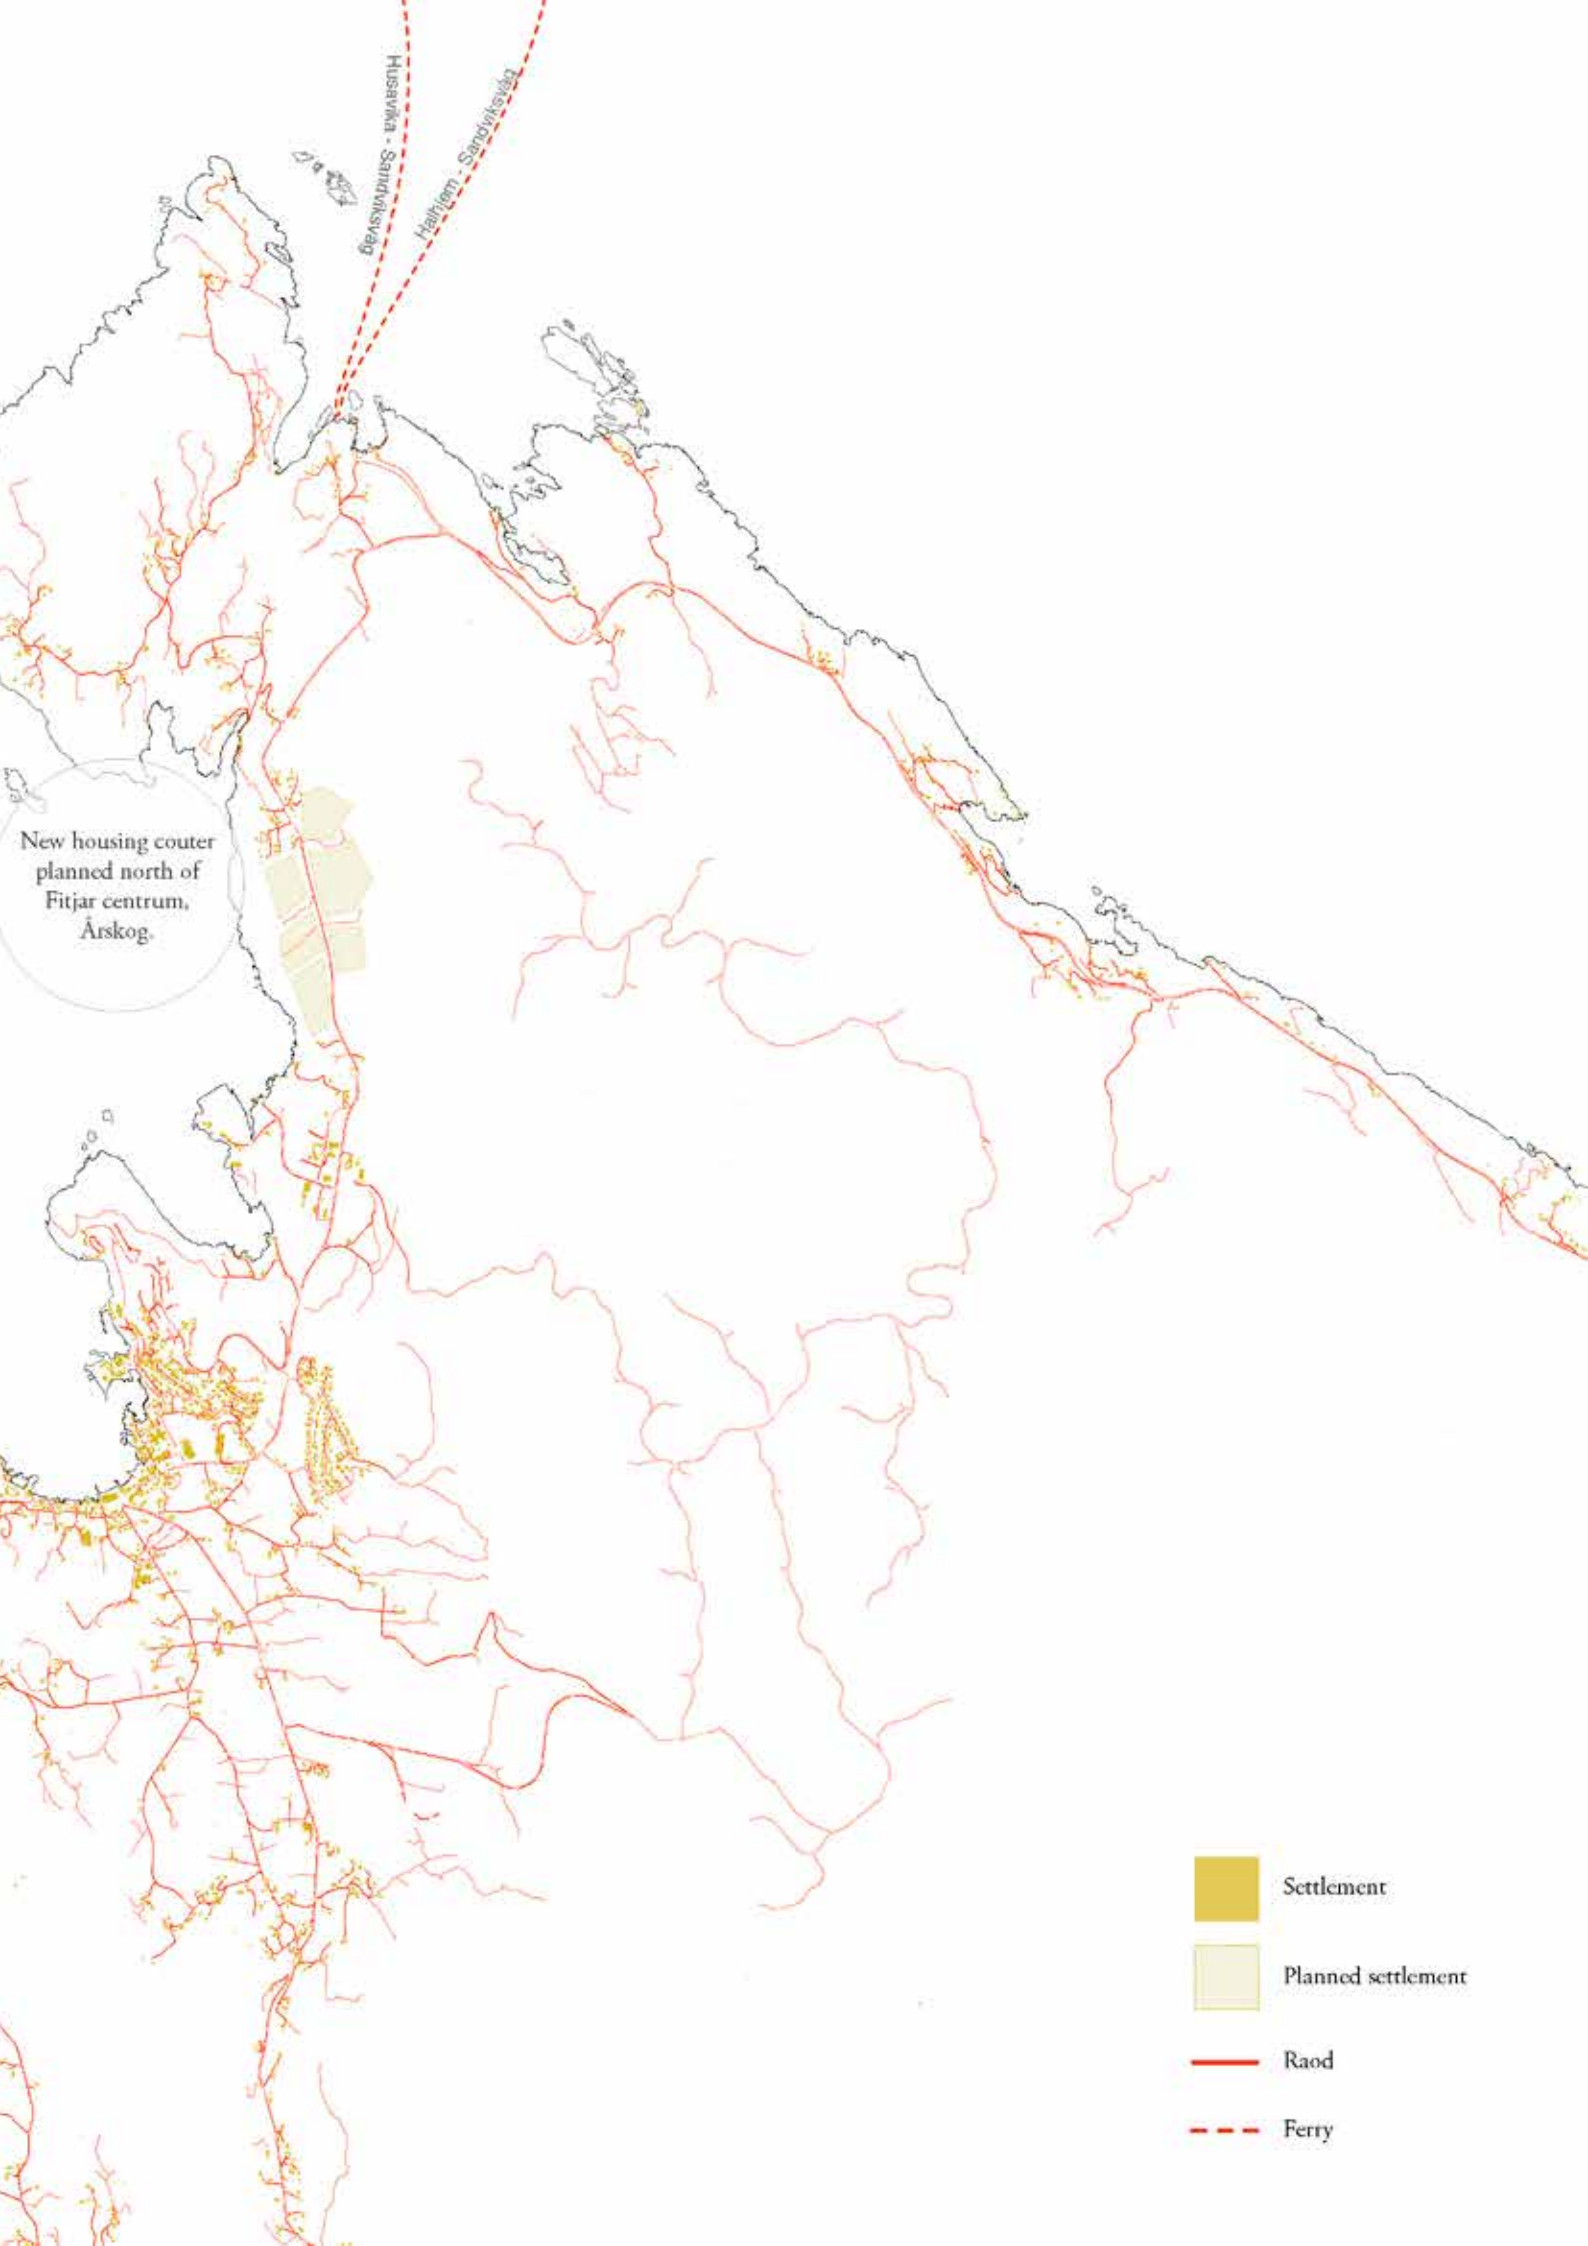 Husavika - Sandviksvåg
Halhjem - Sandviksvåg
New housing couter
planned north of
Fitjar centrum,
Årskog.
Settlement
Planned settlement
Raod
Ferry